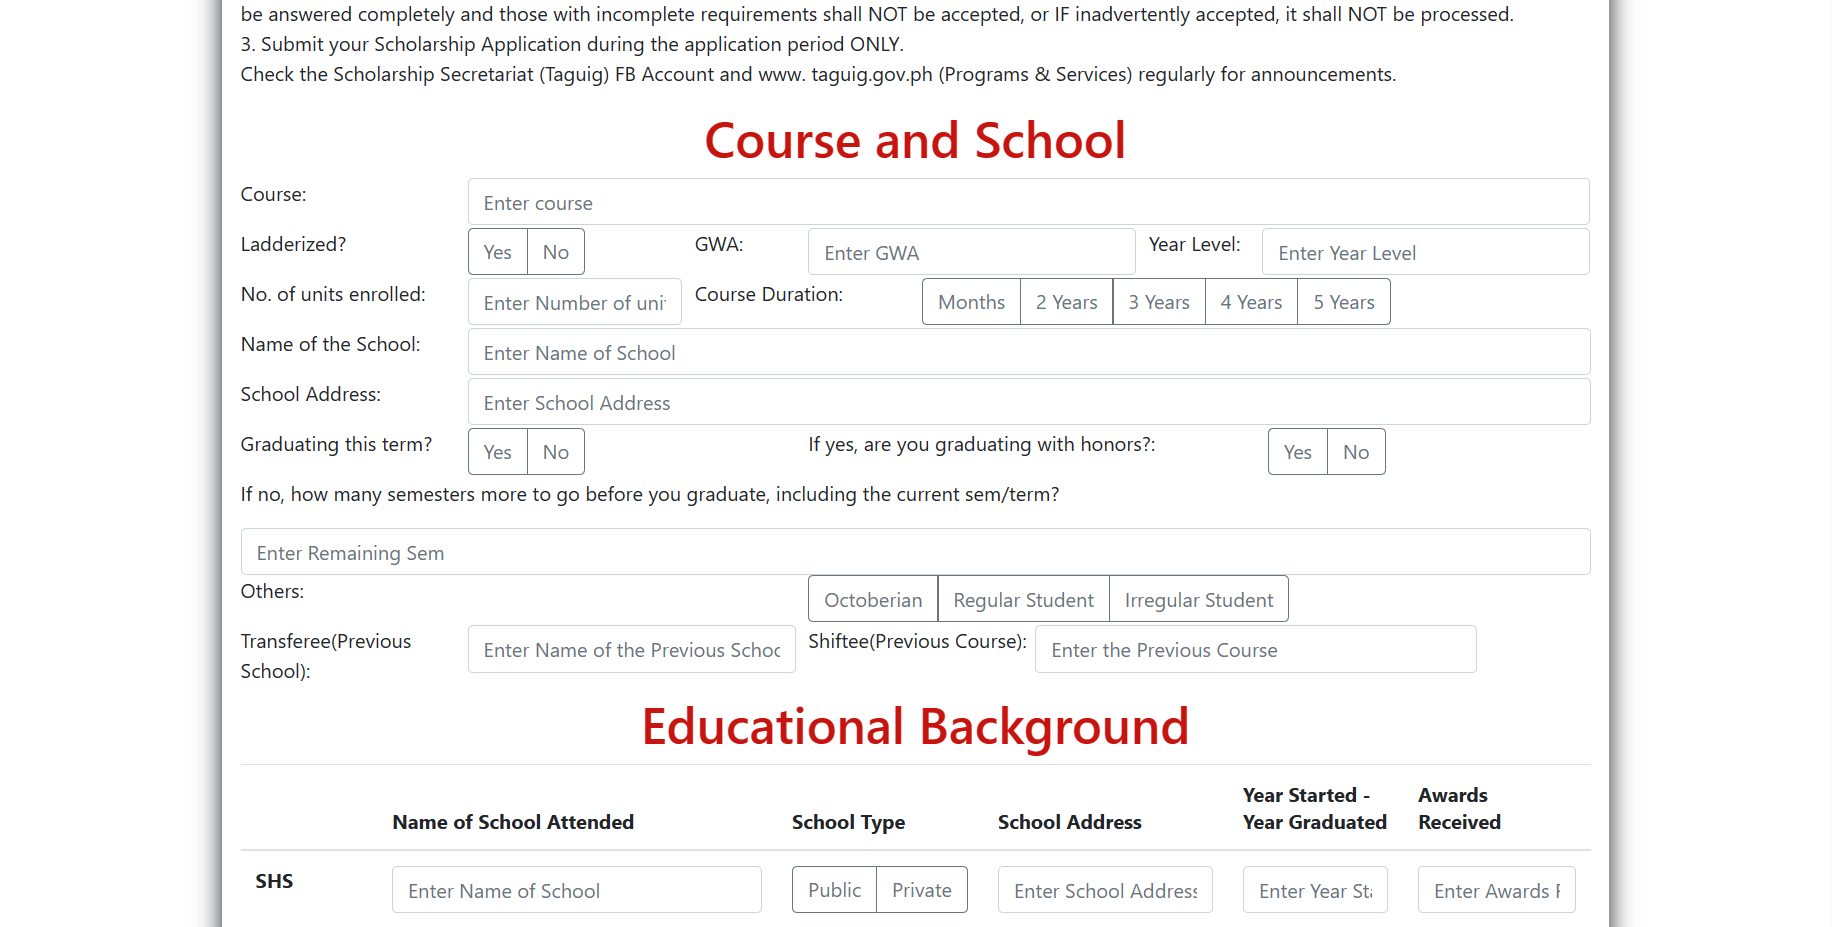 be answered completely and those with incomplete requirements shall NOT be accepted, or IF inadvertently accepted, it shall NOT be processed.
3. Submit your Scholarship Application during the application period ONLY.
Check the Scholarship Secretariat (Taguig) FB Account and www. taguig.gov.ph (Programs & Services) regularly for announcements.
Course and School
Course: Enter course
Ladderized? Yes No GWA: Enter GWA Year Level: Enter Year Level
No. of units enrolled: Enter Number of uni Course Duration: Months 2 Years 3 Years 4 Years 5 Years
Name of the School: Enter Name of School
School Address: Enter School Address
Graduating this term? Yes No If yes, are you graduating with honors?: Yes No
If no, how many semesters more to go before you graduate, including the current sem/term?
Enter Remaining Sem
Others: Octoberian Regular Student Irregular Student
Transferee(Previous School): Enter Name of the Previous Schoo Shiftee(Previous Course): Enter the Previous Course
Educational Background
Name of School Attended School Type School Address Year Started - Year Graduated Awards Received
SHS Enter Name of School Public Private Enter School Address Enter Year Sta Enter Awards